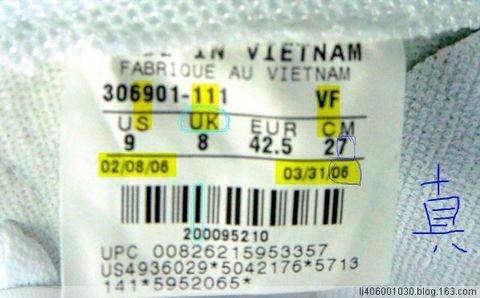 IN VIETNAM
FABRIQUE AU VIETNAM
306901-111 VF
US UK EUR CM
9 8 42.5 27
02/08/06 03/31/06
真
200095210
UPC 00826215953357
US4936029*5042176*5713
141*5952065*
lj406001030.blog.163.com